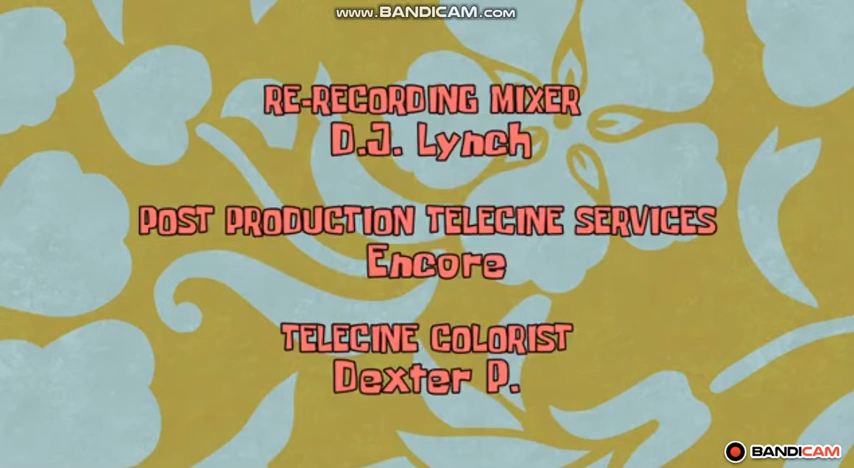 www.BANDICAM.com
RE-RECORDING MIXER
D.J. Lynch
POST PRODUCTION TELECINE SERVICES
Encore
TELECINE COLORIST
Dexter P.
BANDICAM